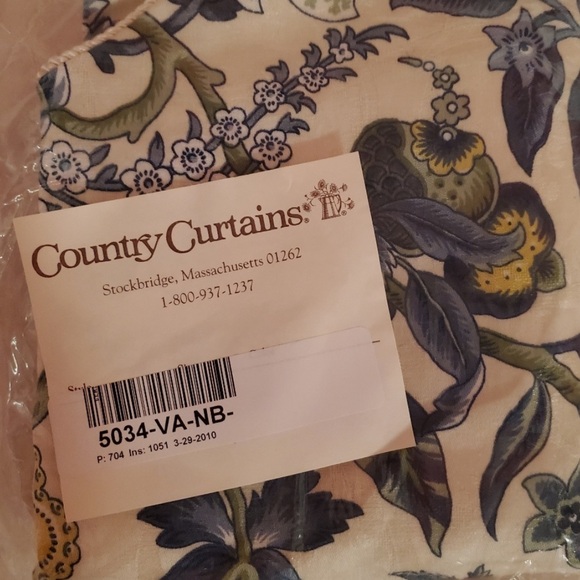 Country Curtains®
Stockbridge, Massachusetts 01262
1-800-937-1237
5034-VA-NB-
P: 704 Ins: 1051 3-29-2010